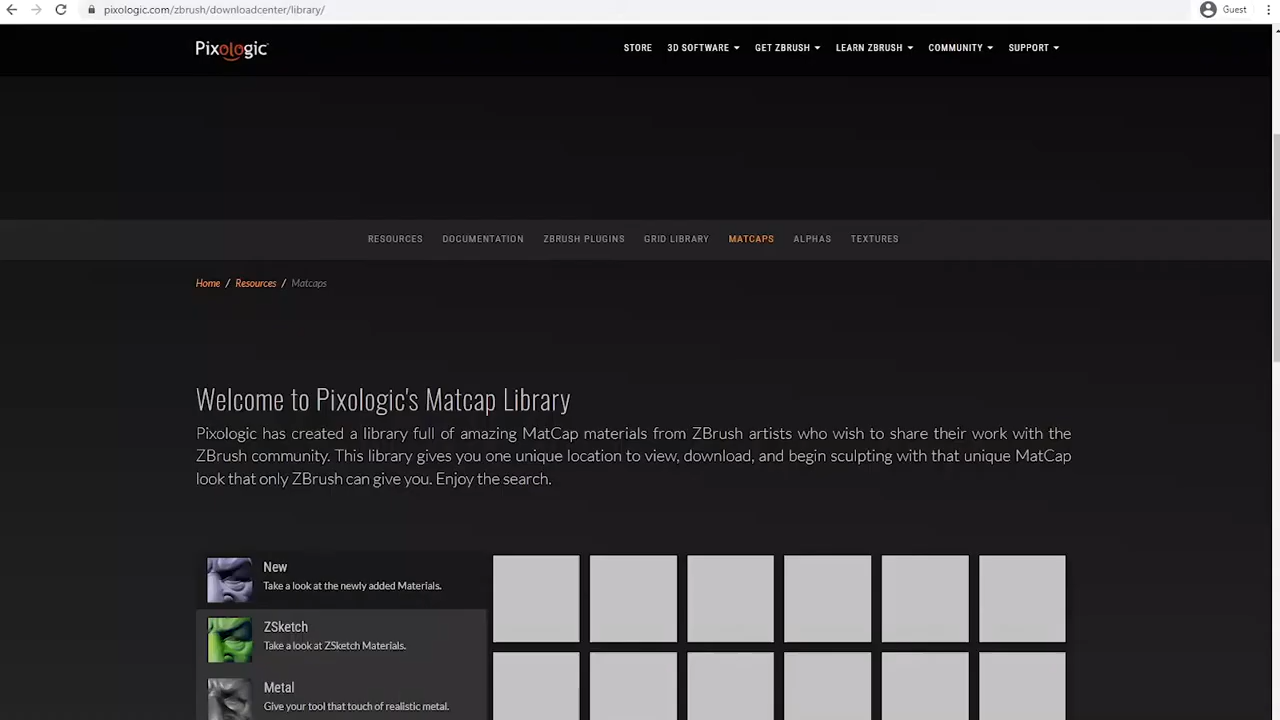 pixologic.com/zbrush/downloadcenter/library/
Guest
Pixologic
STORE 3D SOFTWARE GET ZBRUSH LEARN ZBRUSH COMMUNITY SUPPORT
RESOURCES DOCUMENTATION ZBRUSH PLUGINS GRID LIBRARY MATCAPS ALPHAS TEXTURES
Home / Resources / Matcaps
Welcome to Pixologic's Matcap Library
Pixologic has created a library full of amazing MatCap materials from ZBrush artists who wish to share their work with the
ZBrush community. This library gives you one unique location to view, download, and begin sculpting with that unique MatCap
look that only ZBrush can give you. Enjoy the search.
New
Take a look at the newly added Materials.
ZSketch
Take a look at ZSketch Materials.
Metal
Give your tool that touch of realistic metal.